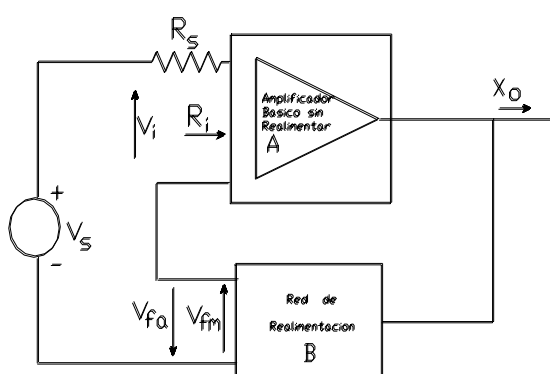 Rs
Amplificador
Basico sin
Realimentar
A
Xo
Vi
Ri
+
Vs
-
Vfa
Vfm
Red de
Realimentacion
B